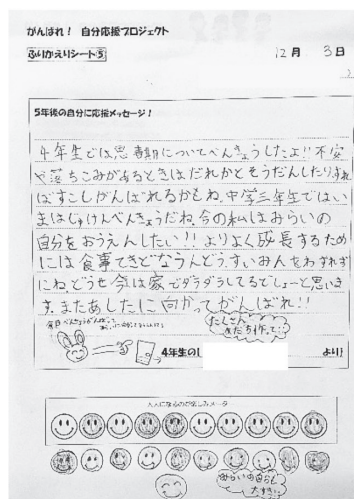 がんばれ！ 自分応援プロジェクト
ふりかえりシート⑤
12月 3日
5年後の自分に応援メッセージ！
4年生では思春期についてべんきょうしたよ!!不安
や落ちこみがあるときはだれかとそうだんしたり、すれ
ばすこしがんばれるかもね。中学三年生ではい
まはじゅけんべんきょうだね。今の私はみらいの
自分をおうえんしたい!!よりよく成長するため
には食事てきどなうんどう、すいみんをわすれず
にね。どうせ今は家でダラダラしてるでしょーと思いま
す。またあしたに向かってがんばれ!!
たくさん
友だち作って!
4年生の
より
大人になるのが楽しみメータ
みらいの自分も
大すき!!